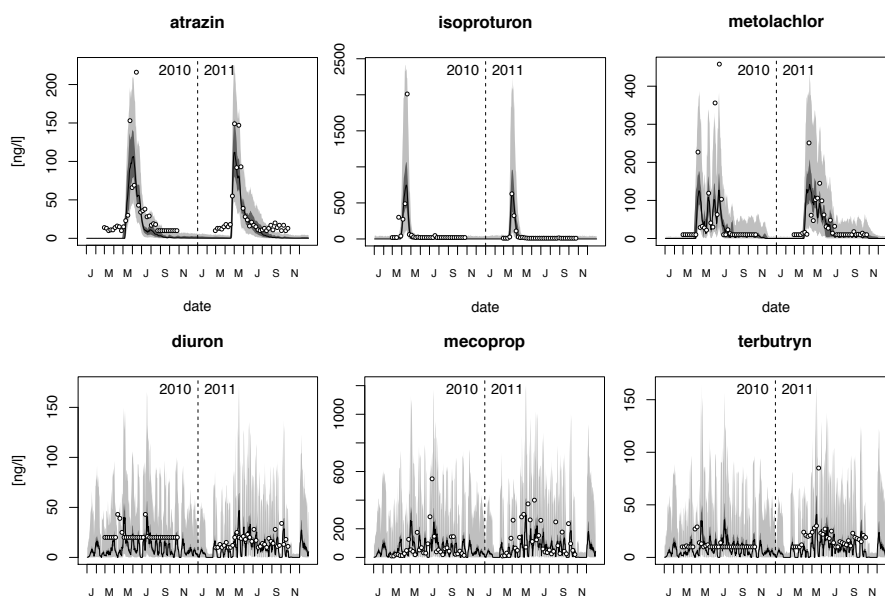 atrazin
isoproturon
metolachlor
[ng/l]
0 50 100 150 200
2010 2011
J M M J S N J M M J S N
date
0 500 1500 2500
2010 2011
J M M J S N J M M J S N
date
0 100 200 300 400
2010 2011
J M M J S N J M M J S N
date
diuron
mecoprop
terbutryn
[ng/l]
0 50 100 150
2010 2011
J M M J S N J M M J S N
0 200 600 1000
2010 2011
J M M J S N J M M J S N
0 50 100 150
2010 2011
J M M J S N J M M J S N